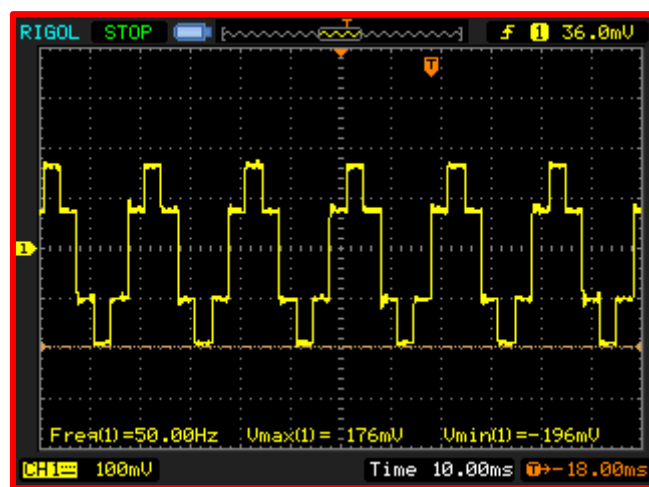 RIGOL STOP T 1 36.0mV
T
1
Freq(1)=50.00Hz Vmax(1)= 176mV Vmin(1)=-196mV
CH1 100mV Time 10.00ms T→-18.00ms